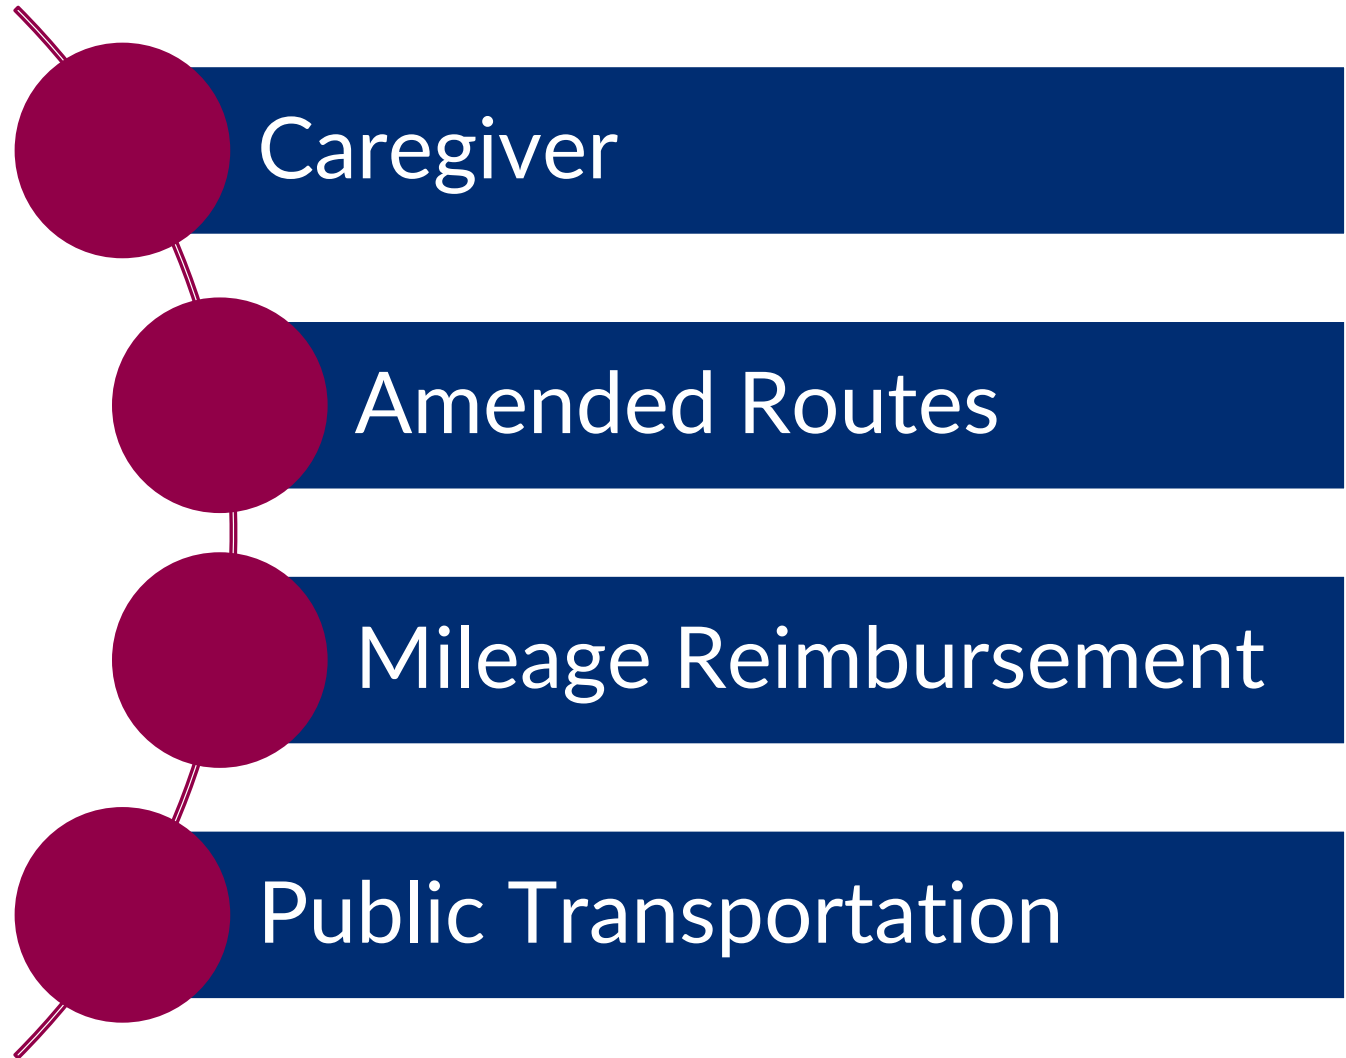 Caregiver
Amended Routes
Mileage Reimbursement
Public Transportation